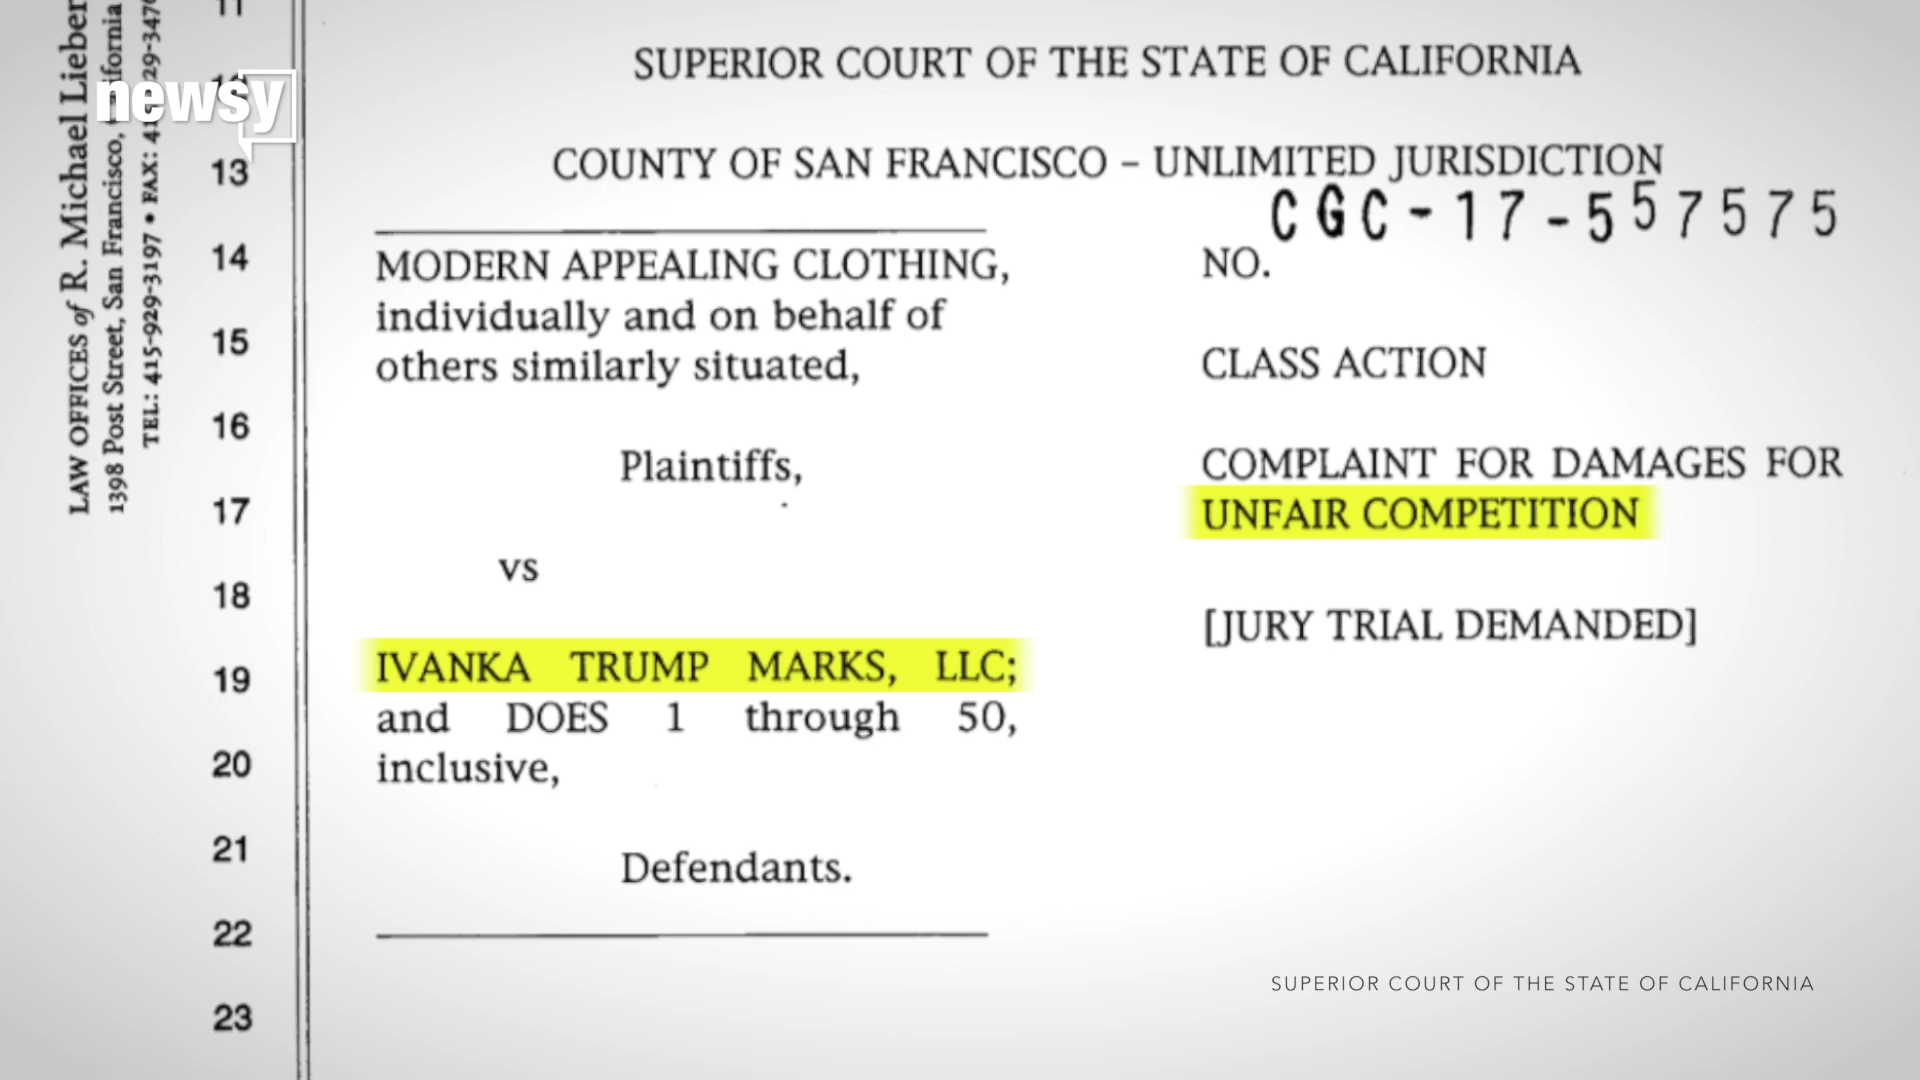 newsy
LAW OFFICES of R. Michael Lieber
1398 Post Street, San Francisco,
TEL: 415-929-3197 • FAX:
SUPERIOR COURT OF THE STATE OF CALIFORNIA
13 COUNTY OF SAN FRANCISCO – UNLIMITED JURISDICTION
CGC-17-557575
14 MODERN APPEALING CLOTHING, NO.
15 individually and on behalf of
others similarly situated, CLASS ACTION
16
Plaintiffs, COMPLAINT FOR DAMAGES FOR
17 UNFAIR COMPETITION
vs
18 [JURY TRIAL DEMANDED]
19 IVANKA TRUMP MARKS, LLC;
and DOES 1 through 50,
20 inclusive,
21 Defendants.
22
23
SUPERIOR COURT OF THE STATE OF CALIFORNIA